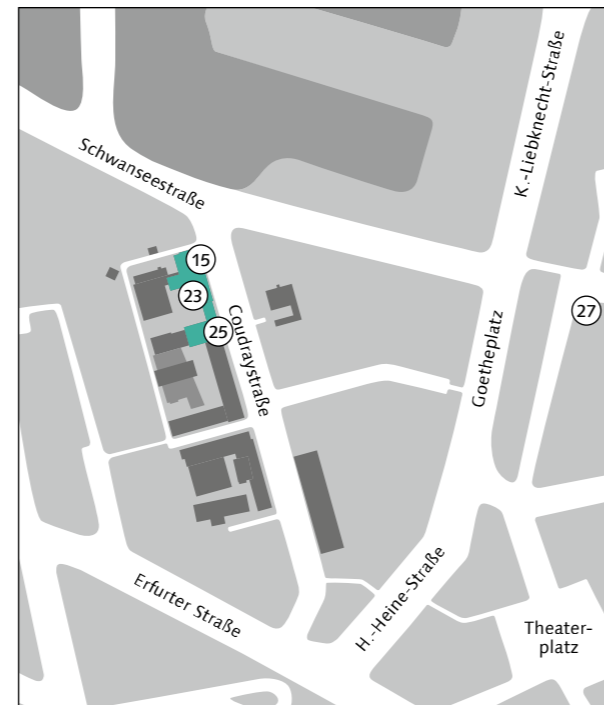 K.-Liebknecht-Straße
Schwanseestraße
15
23
25
27
Coudraystraße
Goetheplatz
Erfurter Straße
H.-Heine-Straße
Theater-
platz